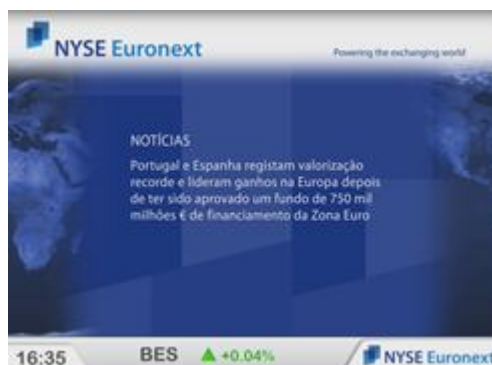 NYSE Euronext
Powering the exchanging world
NOTÍCIAS
Portugal e Espanha registam valorização
recorde e lideram ganhos na Europa depois
de ter sido aprovado um fundo de 750 mil
milhões € de financiamento da Zona Euro
16:35 BES +0.04% NYSE Euronext